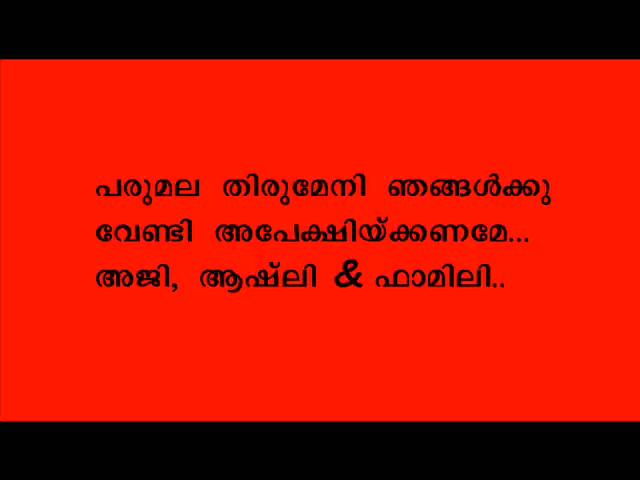 പരുമല തിരുമേനി ഞങ്ങൾക്കു
വേണ്ടി അപേക്ഷിയ്ക്കണമേ...
അജി, ആഷ്ലി & ഫാമിലി..